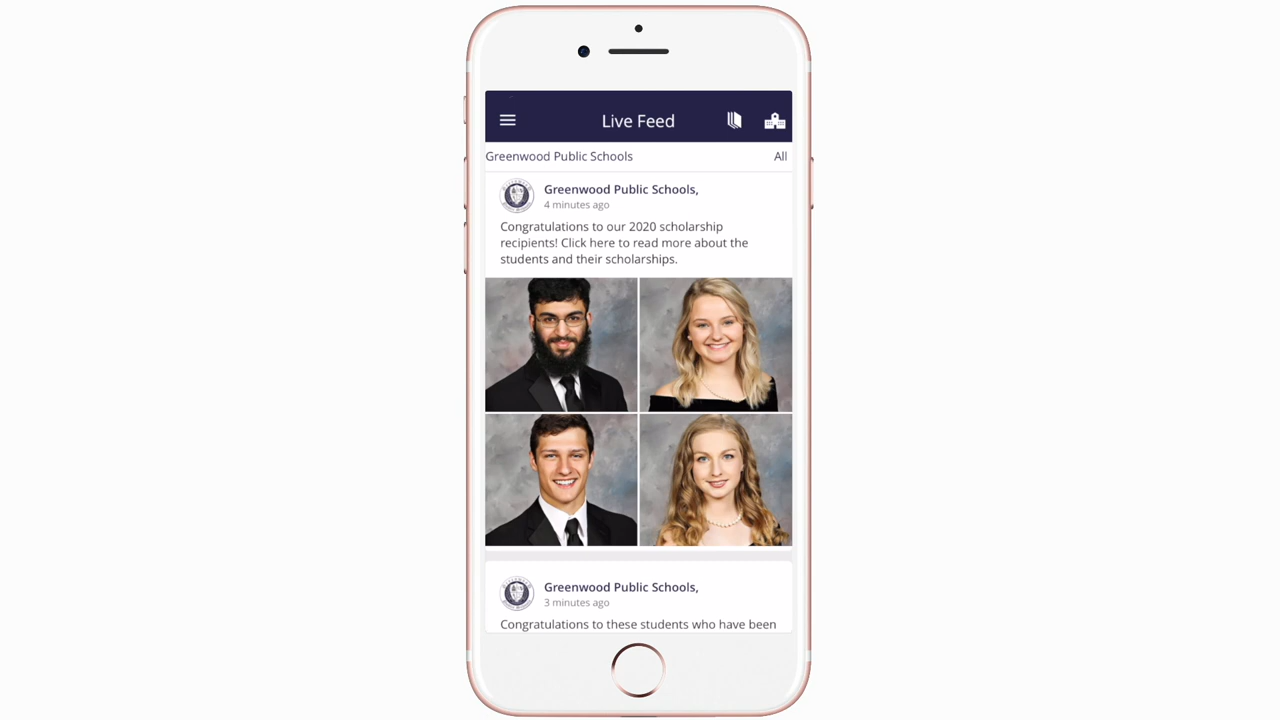 Live Feed
Greenwood Public Schools All
Greenwood Public Schools,
4 minutes ago
Congratulations to our 2020 scholarship
recipients! Click here to read more about the
students and their scholarships.
Greenwood Public Schools,
3 minutes ago
Congratulations to these students who have been